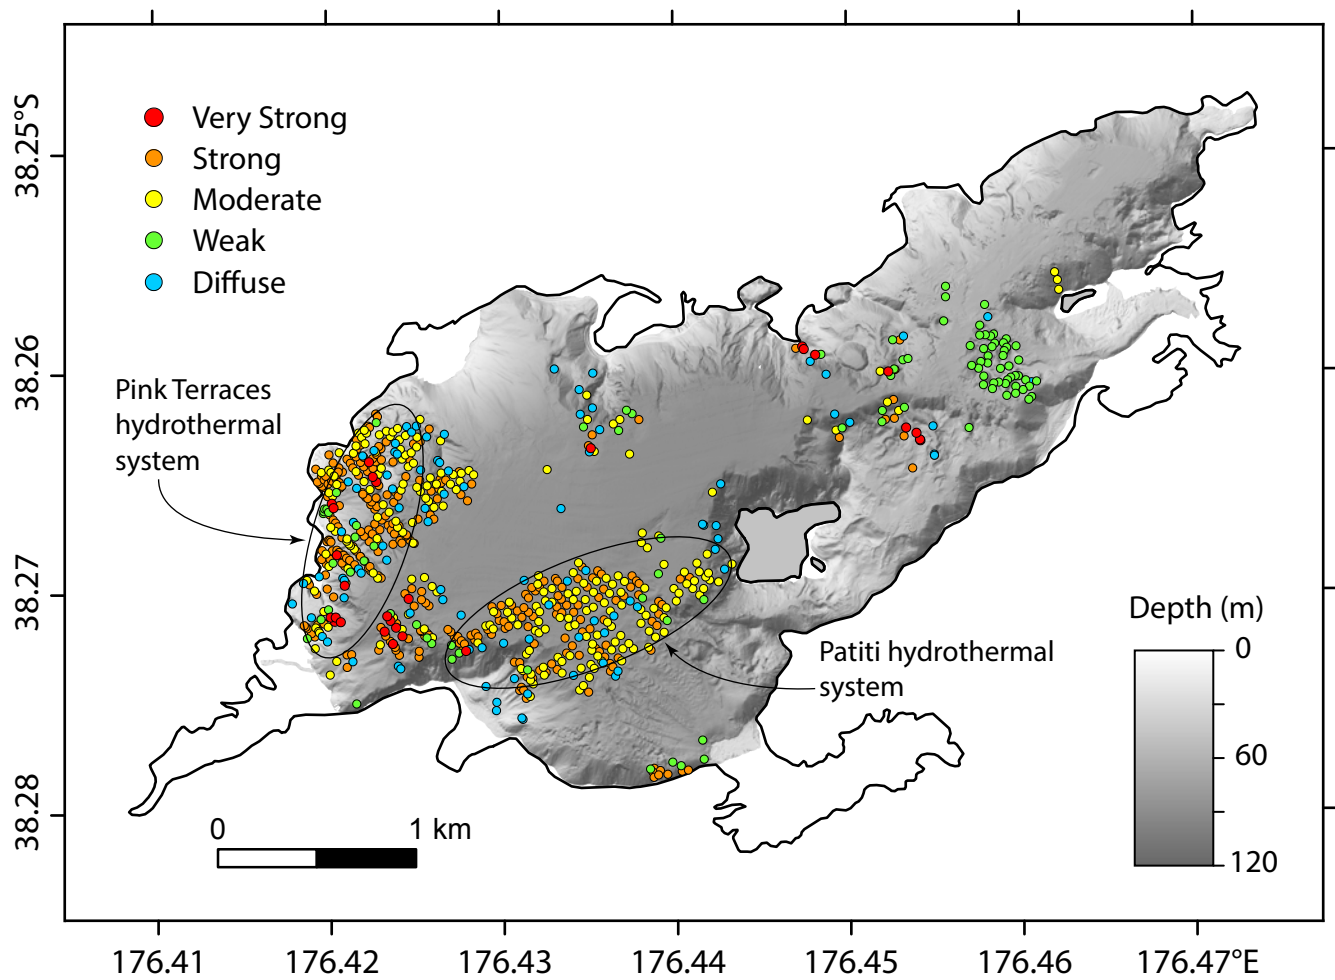 38.25°S
38.26
38.27
38.28
Very Strong
Strong
Moderate
Weak
Diffuse
Pink Terraces
hydrothermal
system
Patiti hydrothermal
system
Depth (m)
0
60
120
0 1 km
176.41 176.42 176.43 176.44 176.45 176.46 176.47°E